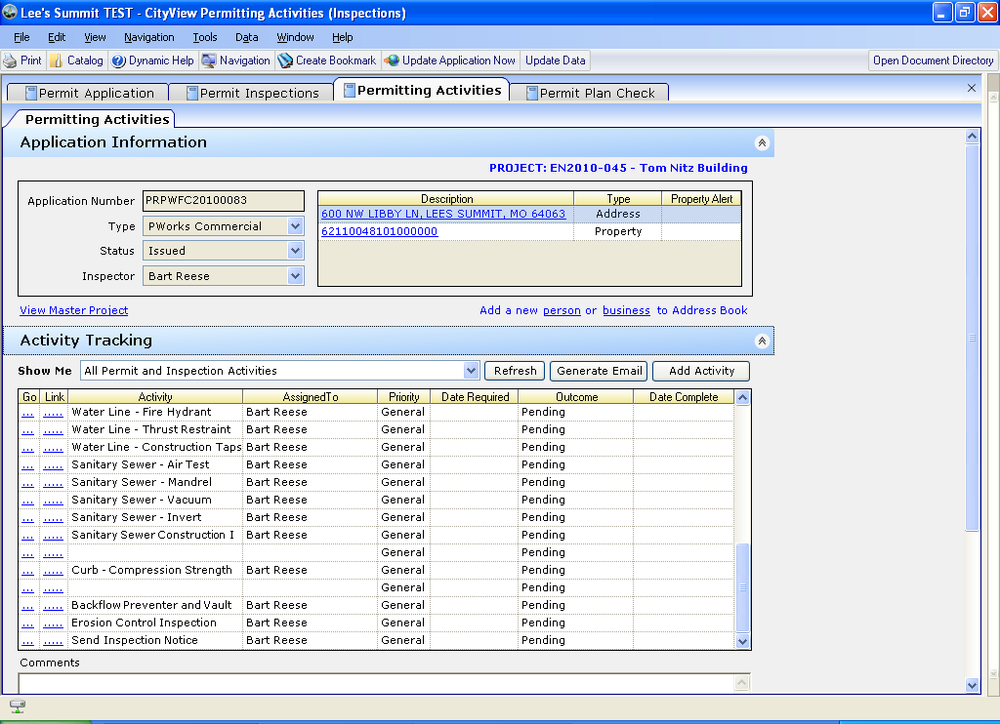 Lee's Summit TEST - CityView Permitting Activities (Inspections)
File Edit View Navigation Tools Data Window Help
Print Catalog Dynamic Help Navigation Create Bookmark Update Application Now Update Data Open Document Directory
Permit Application Permit Inspections Permitting Activities Permit Plan Check
Permitting Activities
Application Information
PROJECT: EN2010-045 - Tom Nitz Building
Application Number PRPWFC20100083
Type PWorks Commercial
Status Issued
Inspector Bart Reese
Description Type Property Alert
600 NW LIBBY LN, LEES SUMMIT, MO 64063 Address
62110048101000000 Property
View Master Project Add a new person or business to Address Book
Activity Tracking
Show Me All Permit and Inspection Activities Refresh Generate Email Add Activity
Go Link Activity AssignedTo Priority Date Required Outcome Date Complete
... ..... Water Line - Fire Hydrant Bart Reese General Pending
... ..... Water Line - Thrust Restraint Bart Reese General Pending
... ..... Water Line - Construction Taps Bart Reese General Pending
... ..... Sanitary Sewer - Air Test Bart Reese General Pending
... ..... Sanitary Sewer - Mandrel Bart Reese General Pending
... ..... Sanitary Sewer - Vacuum Bart Reese General Pending
... ..... Sanitary Sewer - Invert Bart Reese General Pending
... ..... Sanitary Sewer Construction I Bart Reese General Pending
... ..... General Pending
... ..... Curb - Compression Strength Bart Reese General Pending
... ..... General Pending
... ..... Backflow Preventer and Vault Bart Reese General Pending
... ..... Erosion Control Inspection Bart Reese General Pending
... ..... Send Inspection Notice Bart Reese General Pending
Comments